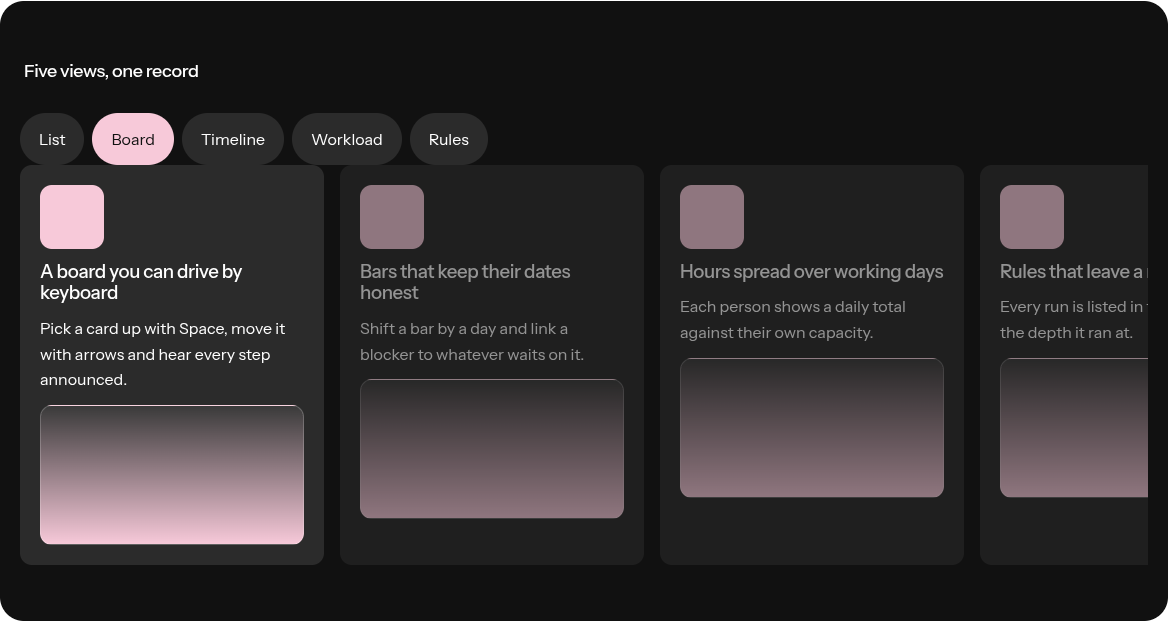 Five views, one record
List
Board
Timeline
Workload
Rules
A board you can drive by
keyboard
Pick a card up with Space, move it
with arrows and hear every step
announced.
Bars that keep their dates
honest
Shift a bar by a day and link a
blocker to whatever waits on it.
Hours spread over working days
Each person shows a daily total
against their own capacity.
Rules that leave a
Every run is listed in
the depth it ran at.